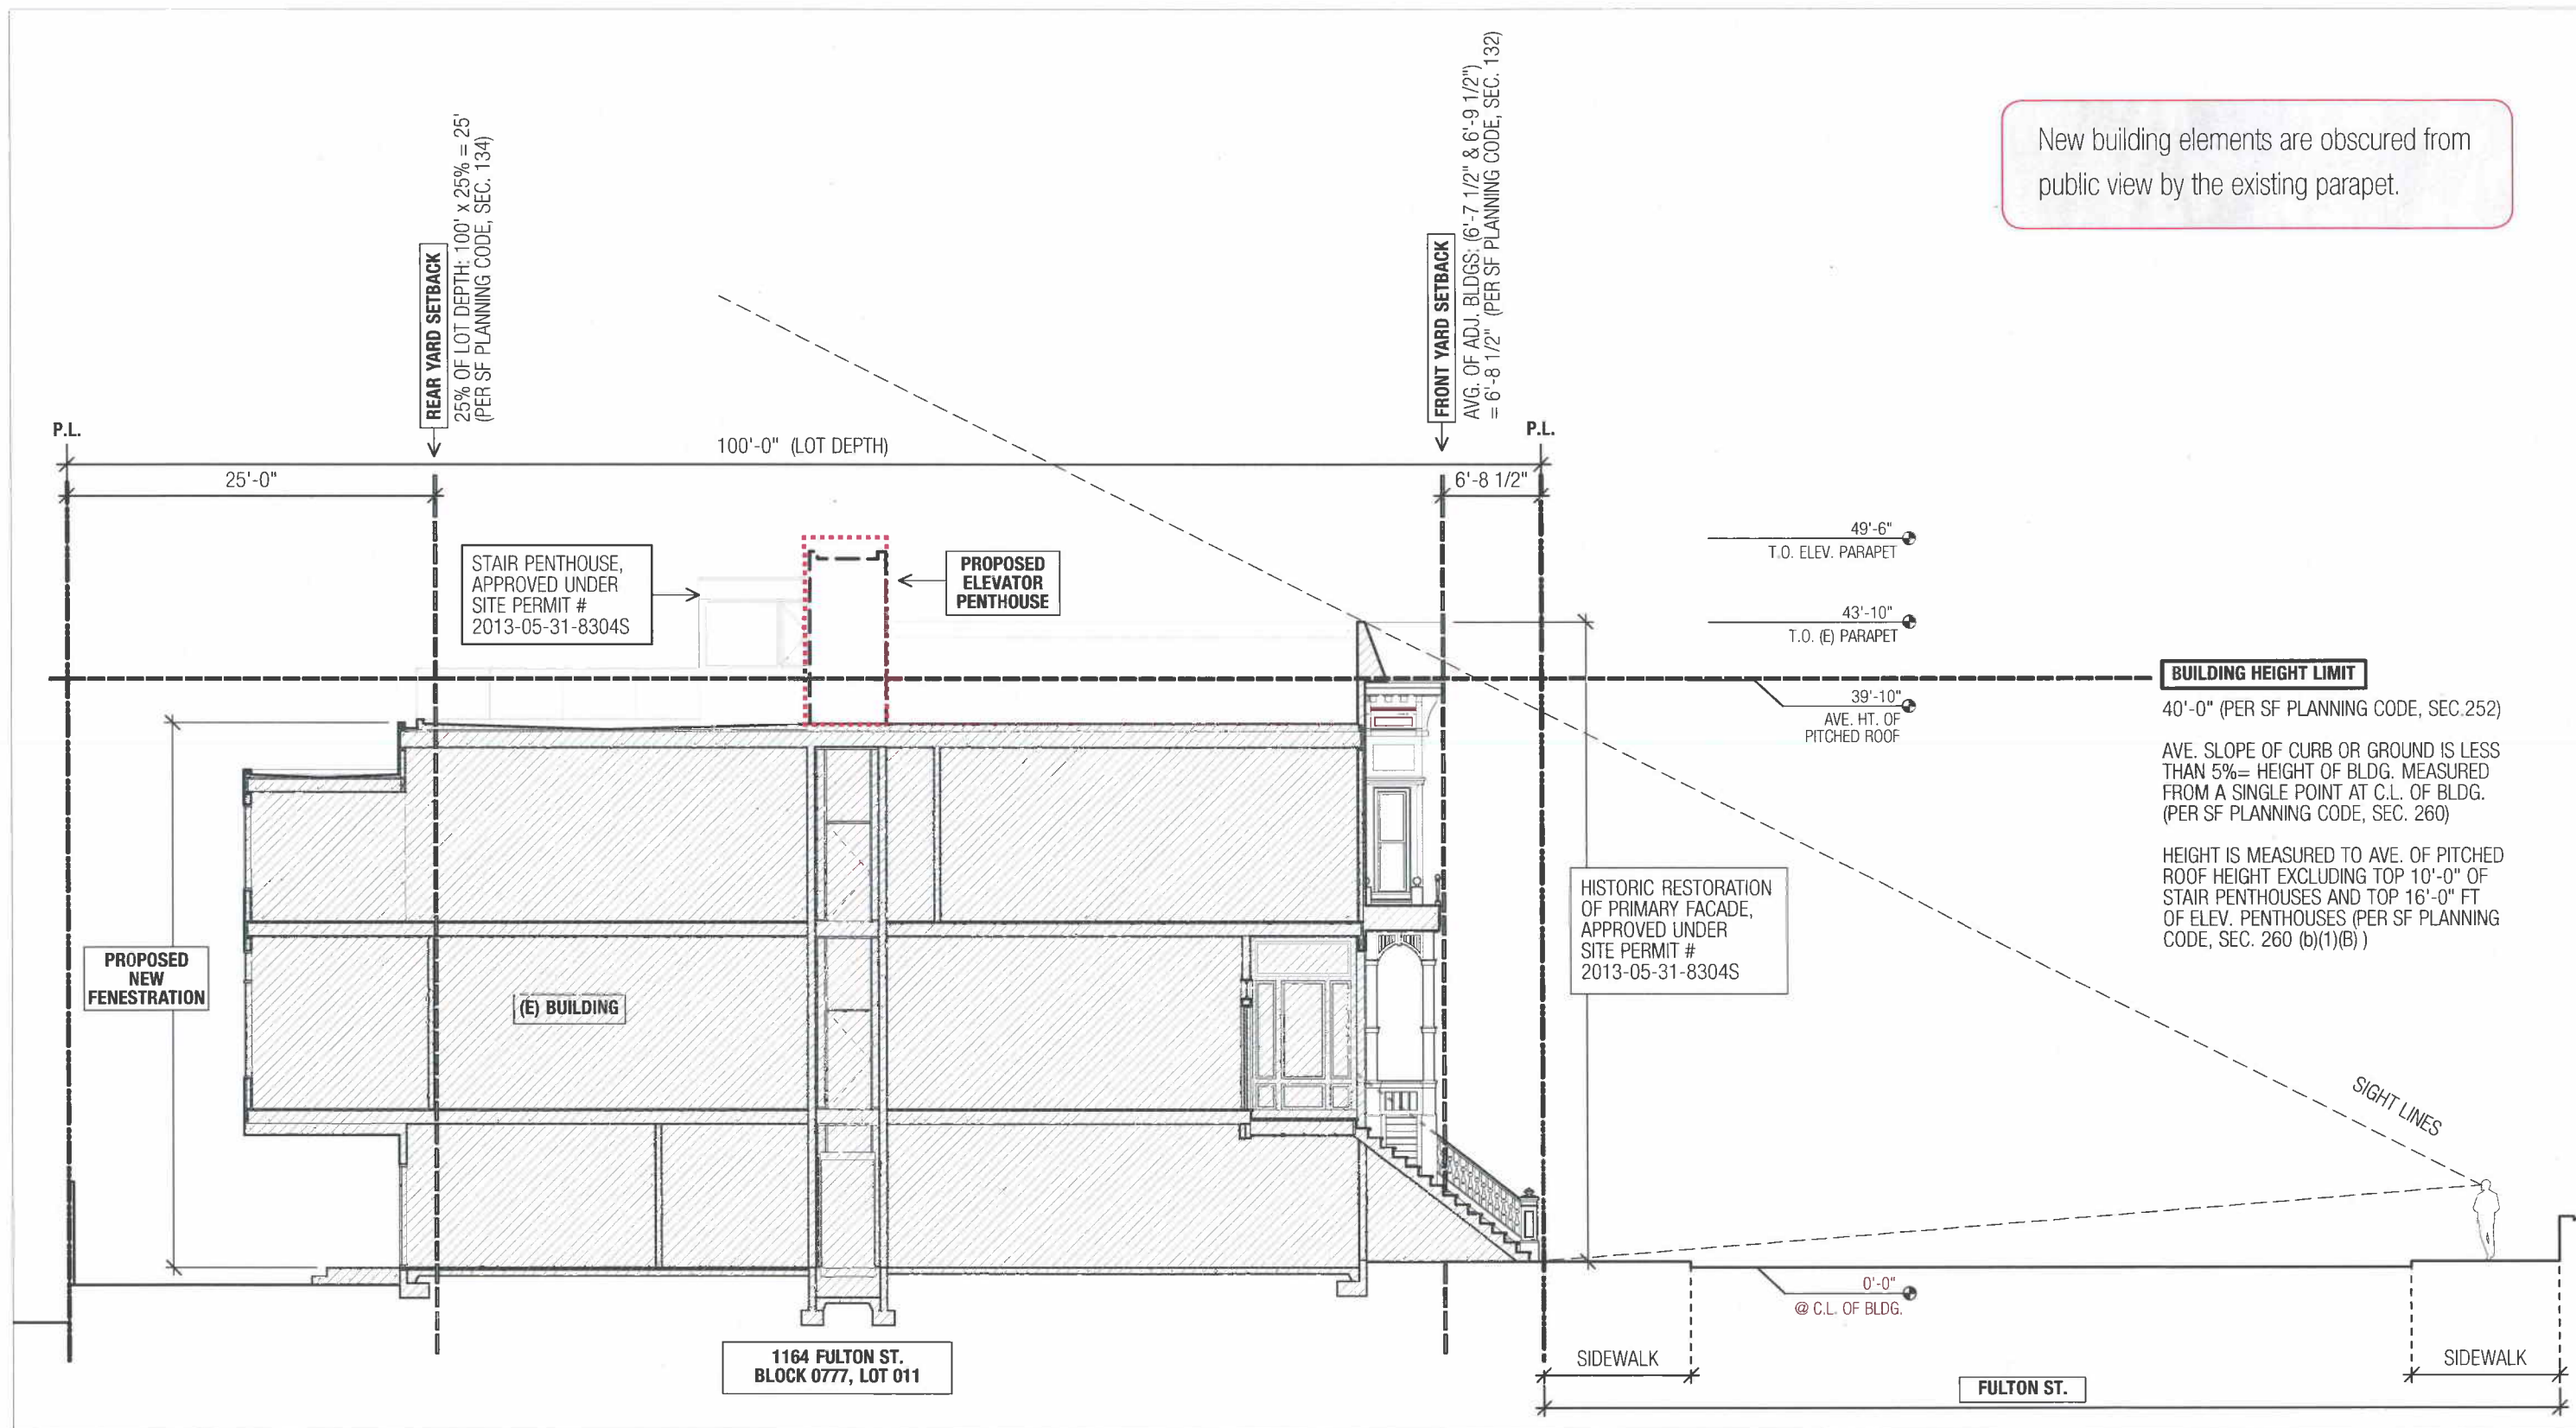 New building elements are obscured from
public view by the existing parapet.
REAR YARD SETBACK
25% OF LOT DEPTH: 100' x 25% = 25'
(PER SF PLANNING CODE, SEC. 134)
FRONT YARD SETBACK
AVG. OF ADJ. BLDGS: (6'-7 1/2" & 6'-9 1/2")
= 6'-8 1/2" (PER SF PLANNING CODE, SEC. 132)
P.L.
100'-0" (LOT DEPTH)
P.L.
25'-0"
6'-8 1/2"
STAIR PENTHOUSE,
APPROVED UNDER
SITE PERMIT #
2013-05-31-8304S
PROPOSED
ELEVATOR
PENTHOUSE
49'-6"
T.O. ELEV. PARAPET
43'-10"
T.O. (E) PARAPET
39'-10"
AVE. HT. OF
PITCHED ROOF
BUILDING HEIGHT LIMIT
40'-0" (PER SF PLANNING CODE, SEC.252)
AVE. SLOPE OF CURB OR GROUND IS LESS
THAN 5%= HEIGHT OF BLDG. MEASURED
FROM A SINGLE POINT AT C.L. OF BLDG.
(PER SF PLANNING CODE, SEC. 260)
HEIGHT IS MEASURED TO AVE. OF PITCHED
ROOF HEIGHT EXCLUDING TOP 10'-0" OF
STAIR PENTHOUSES AND TOP 16'-0" FT
OF ELEV. PENTHOUSES (PER SF PLANNING
CODE, SEC. 260 (b)(1)(B) )
HISTORIC RESTORATION
OF PRIMARY FACADE,
APPROVED UNDER
SITE PERMIT #
2013-05-31-8304S
PROPOSED
NEW
FENESTRATION
(E) BUILDING
SIGHT LINES
0'-0"
@ C.L. OF BLDG.
1164 FULTON ST.
BLOCK 0777, LOT 011
SIDEWALK
SIDEWALK
FULTON ST.